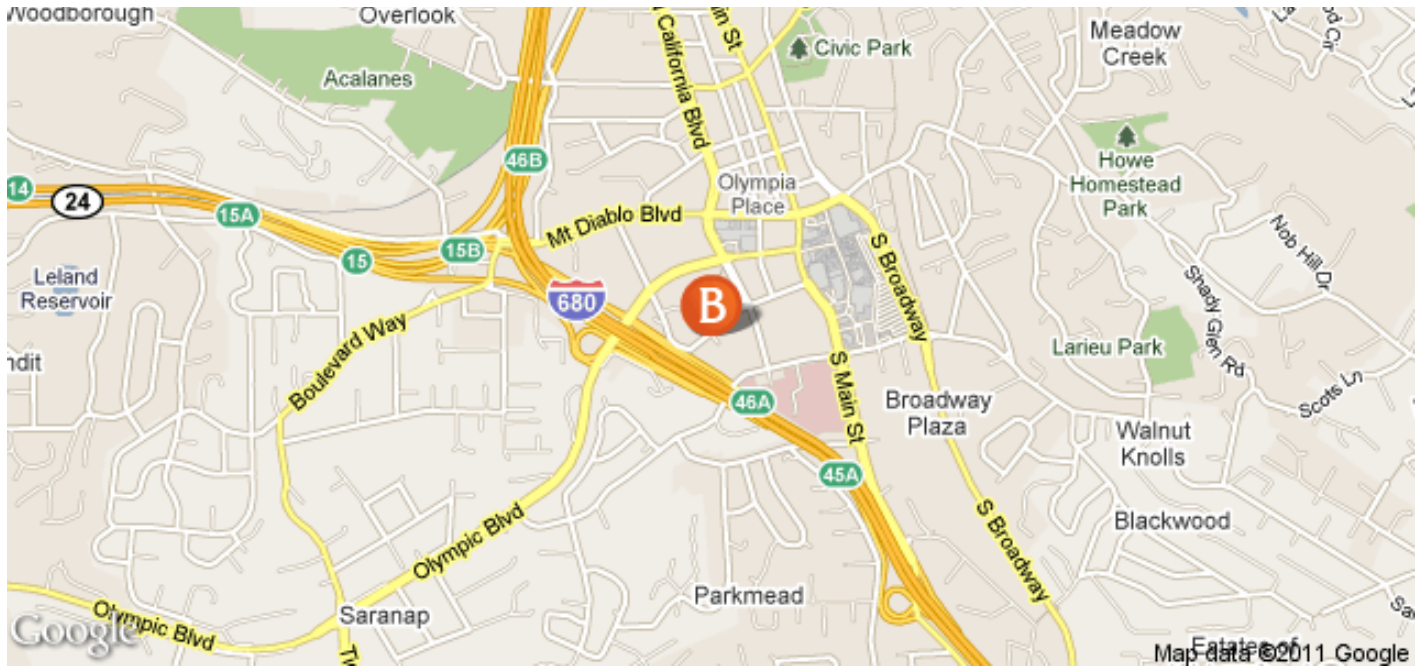 Woodborough
Overlook
California Blvd
in St
Civic Park
Meadow
Creek
Acalanes
46B
Howe
Homestead
Park
14
24
15A
Olympia
Place
Mt Diablo Blvd
15B
15
S Broadway
Nob Hill Dr
Leland
Reservoir
680
B
Shady Glen Rd
Boulevard Way
Larieu Park
ndit
S Main St
Scots Ln
46A
Broadway
Plaza
Walnut
Knolls
45A
Olympic Blvd
S Broadway
Blackwood
Parkmead
Saranap
Olympic Blvd
Google
Estates of
Map data ©2011 Google